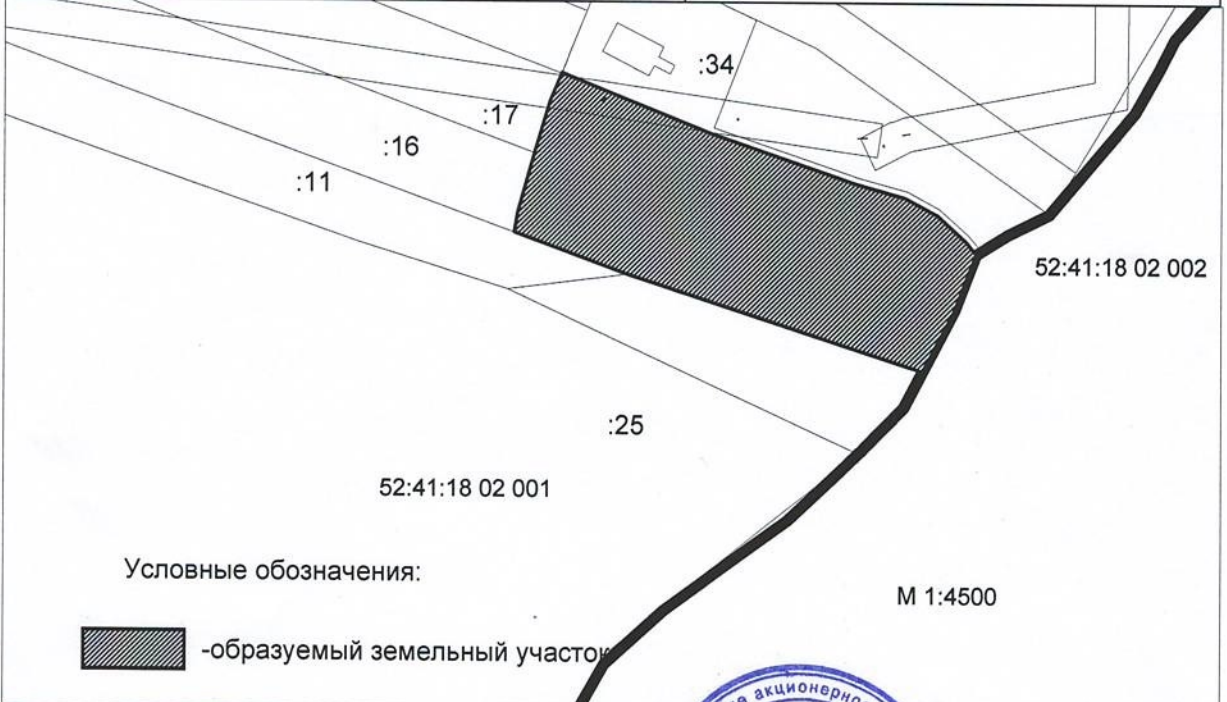 :34
:17
:16
:11
52:41:18 02 002
:25
52:41:18 02 001
Условные обозначения:
М 1:4500
-образуемый земельный участок
акционерно